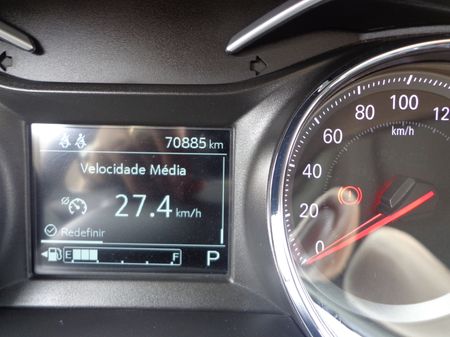 70885 km
Velocidade Média
27.4 km/h
Redefinir
E F P
100
80
60
40
20
0
km/h